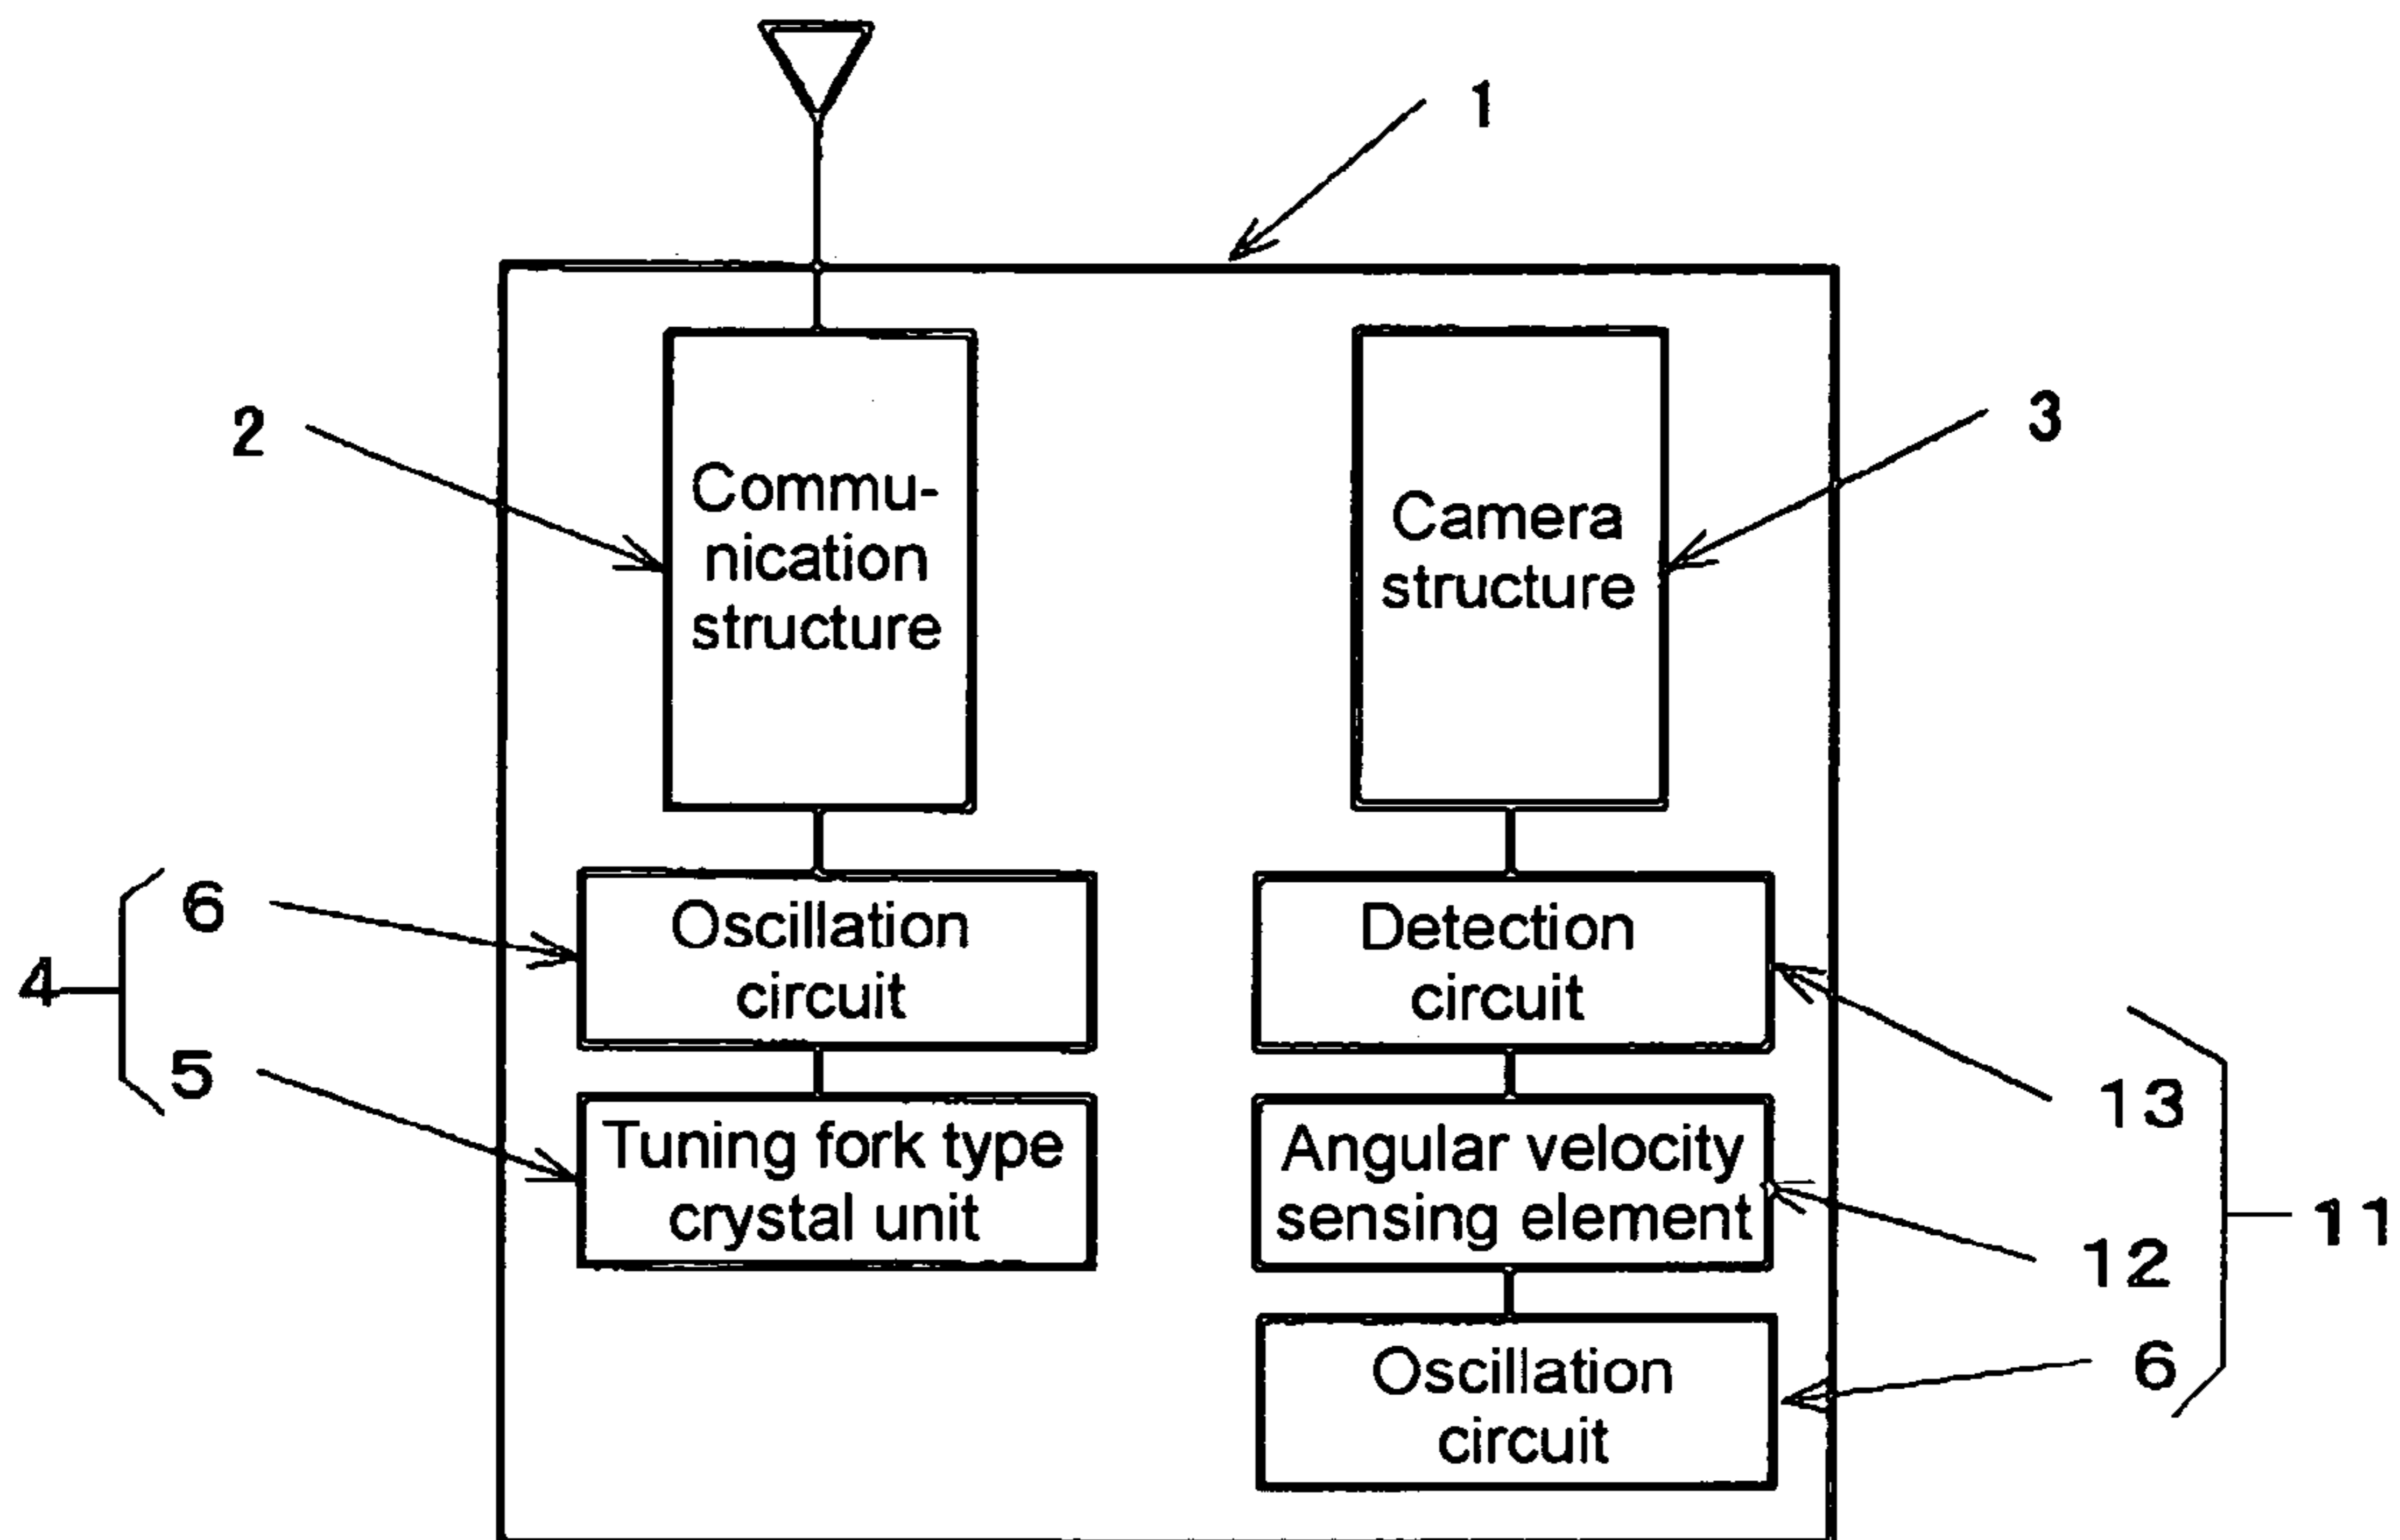 1
2
Commu-
nication
structure
Camera
structure
3
4
6
Oscillation
circuit
5
Tuning fork type
crystal unit
Detection
circuit
13
Angular velocity
sensing element
12
11
Oscillation
circuit
6